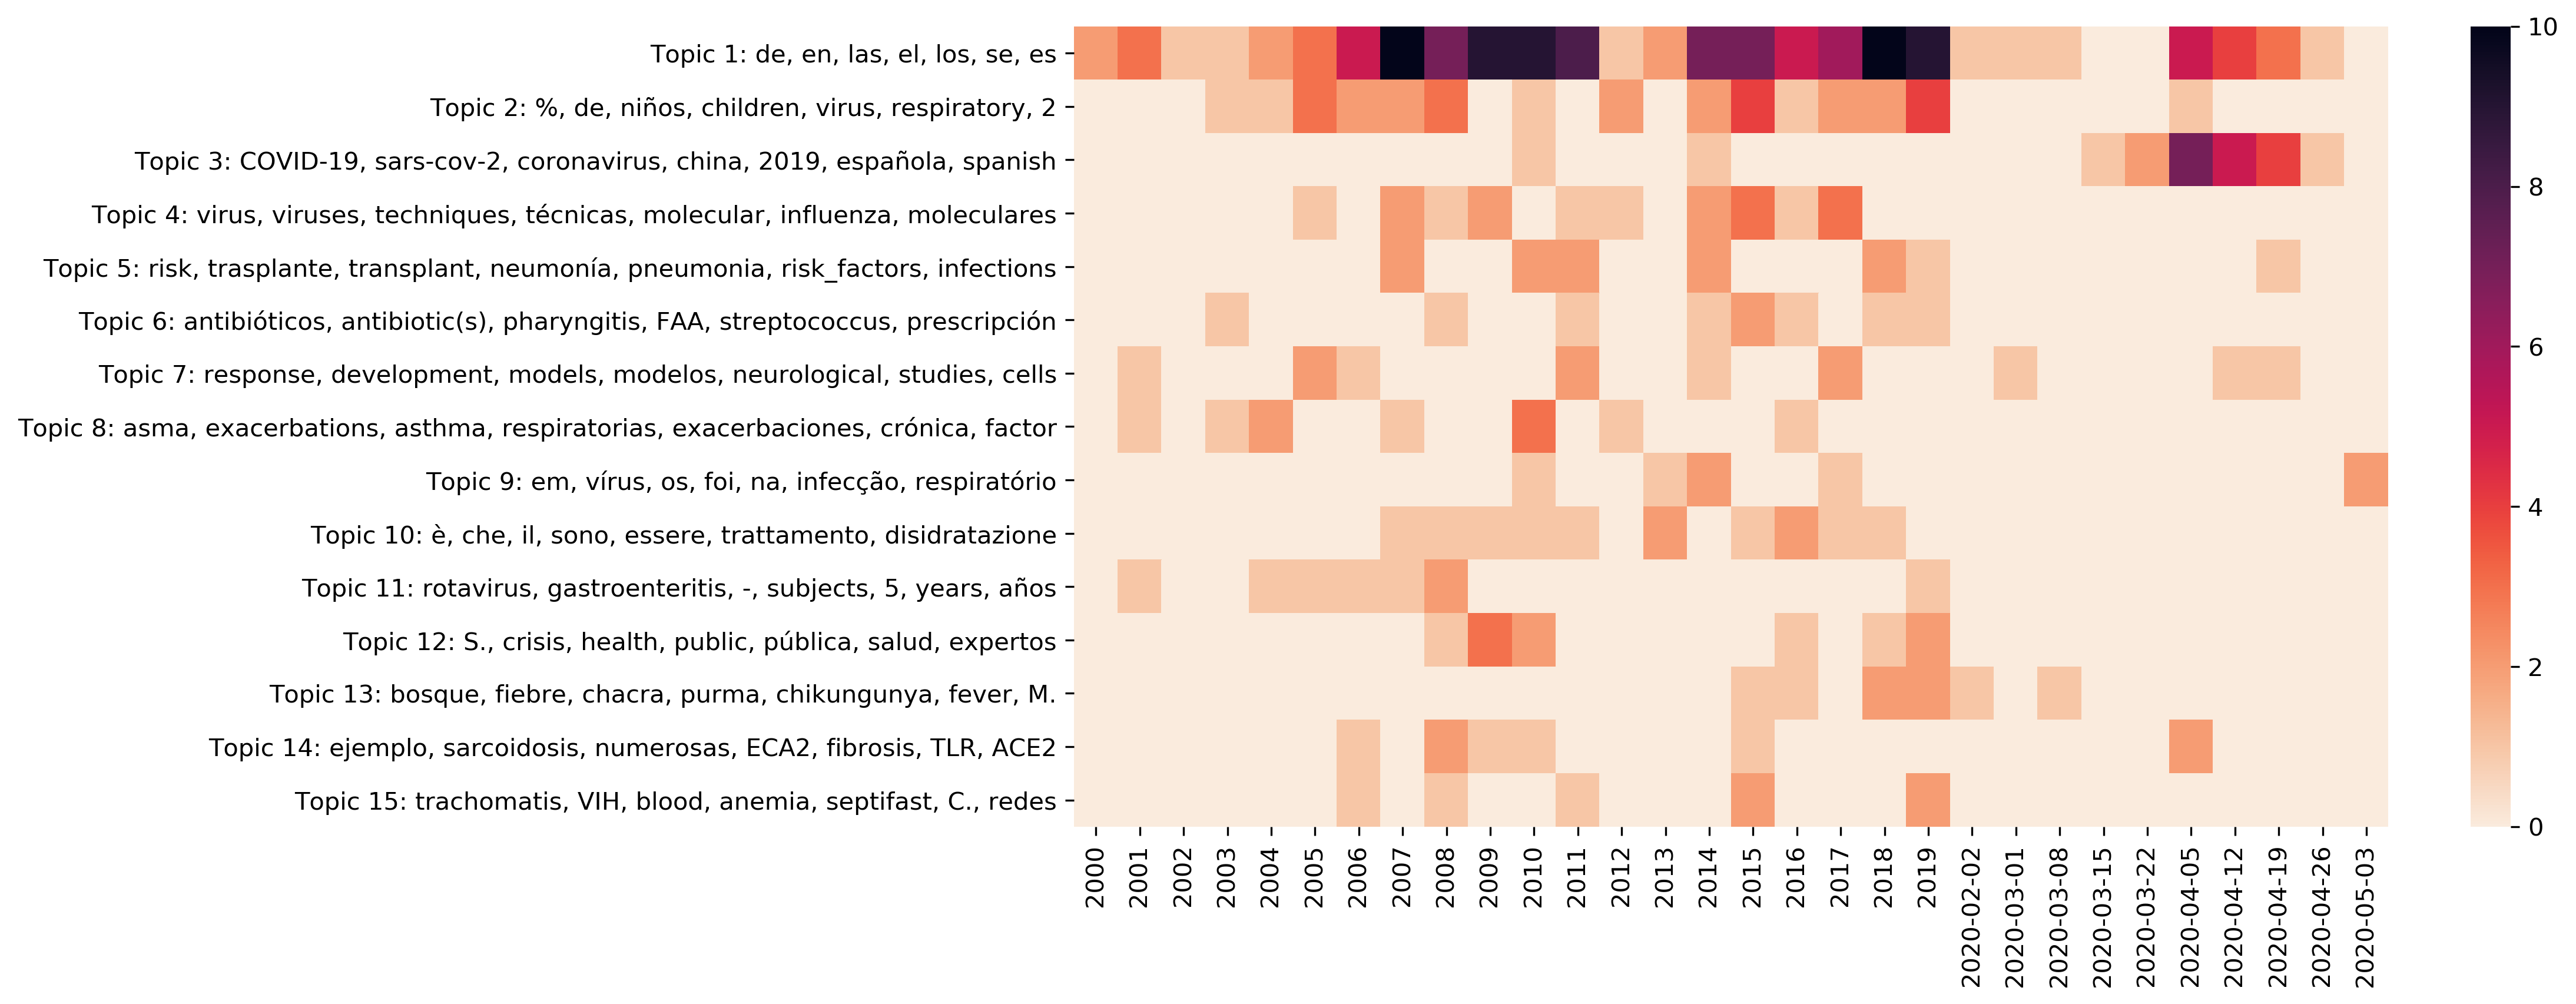 Topic 1: de, en, las, el, los, se, es
Topic 2: %, de, niños, children, virus, respiratory, 2
Topic 3: COVID-19, sars-cov-2, coronavirus, china, 2019, española, spanish
Topic 4: virus, viruses, techniques, técnicas, molecular, influenza, moleculares
Topic 5: risk, trasplante, transplant, neumonía, pneumonia, risk_factors, infections
Topic 6: antibióticos, antibiotic(s), pharyngitis, FAA, streptococcus, prescripción
Topic 7: response, development, models, modelos, neurological, studies, cells
Topic 8: asma, exacerbations, asthma, respiratorias, exacerbaciones, crónica, factor
Topic 9: em, vírus, os, foi, na, infecção, respiratório
Topic 10: è, che, il, sono, essere, trattamento, disidratazione
Topic 11: rotavirus, gastroenteritis, -, subjects, 5, years, años
Topic 12: S., crisis, health, public, pública, salud, expertos
Topic 13: bosque, fiebre, chacra, purma, chikungunya, fever, M.
Topic 14: ejemplo, sarcoidosis, numerosas, ECA2, fibrosis, TLR, ACE2
Topic 15: trachomatis, VIH, blood, anemia, septifast, C., redes
2000
2001
2002
2003
2004
2005
2006
2007
2008
2009
2010
2011
2012
2013
2014
2015
2016
2017
2018
2019
2020-02-02
2020-03-01
2020-03-08
2020-03-15
2020-03-22
2020-04-05
2020-04-12
2020-04-19
2020-04-26
2020-05-03
10
8
6
4
2
0